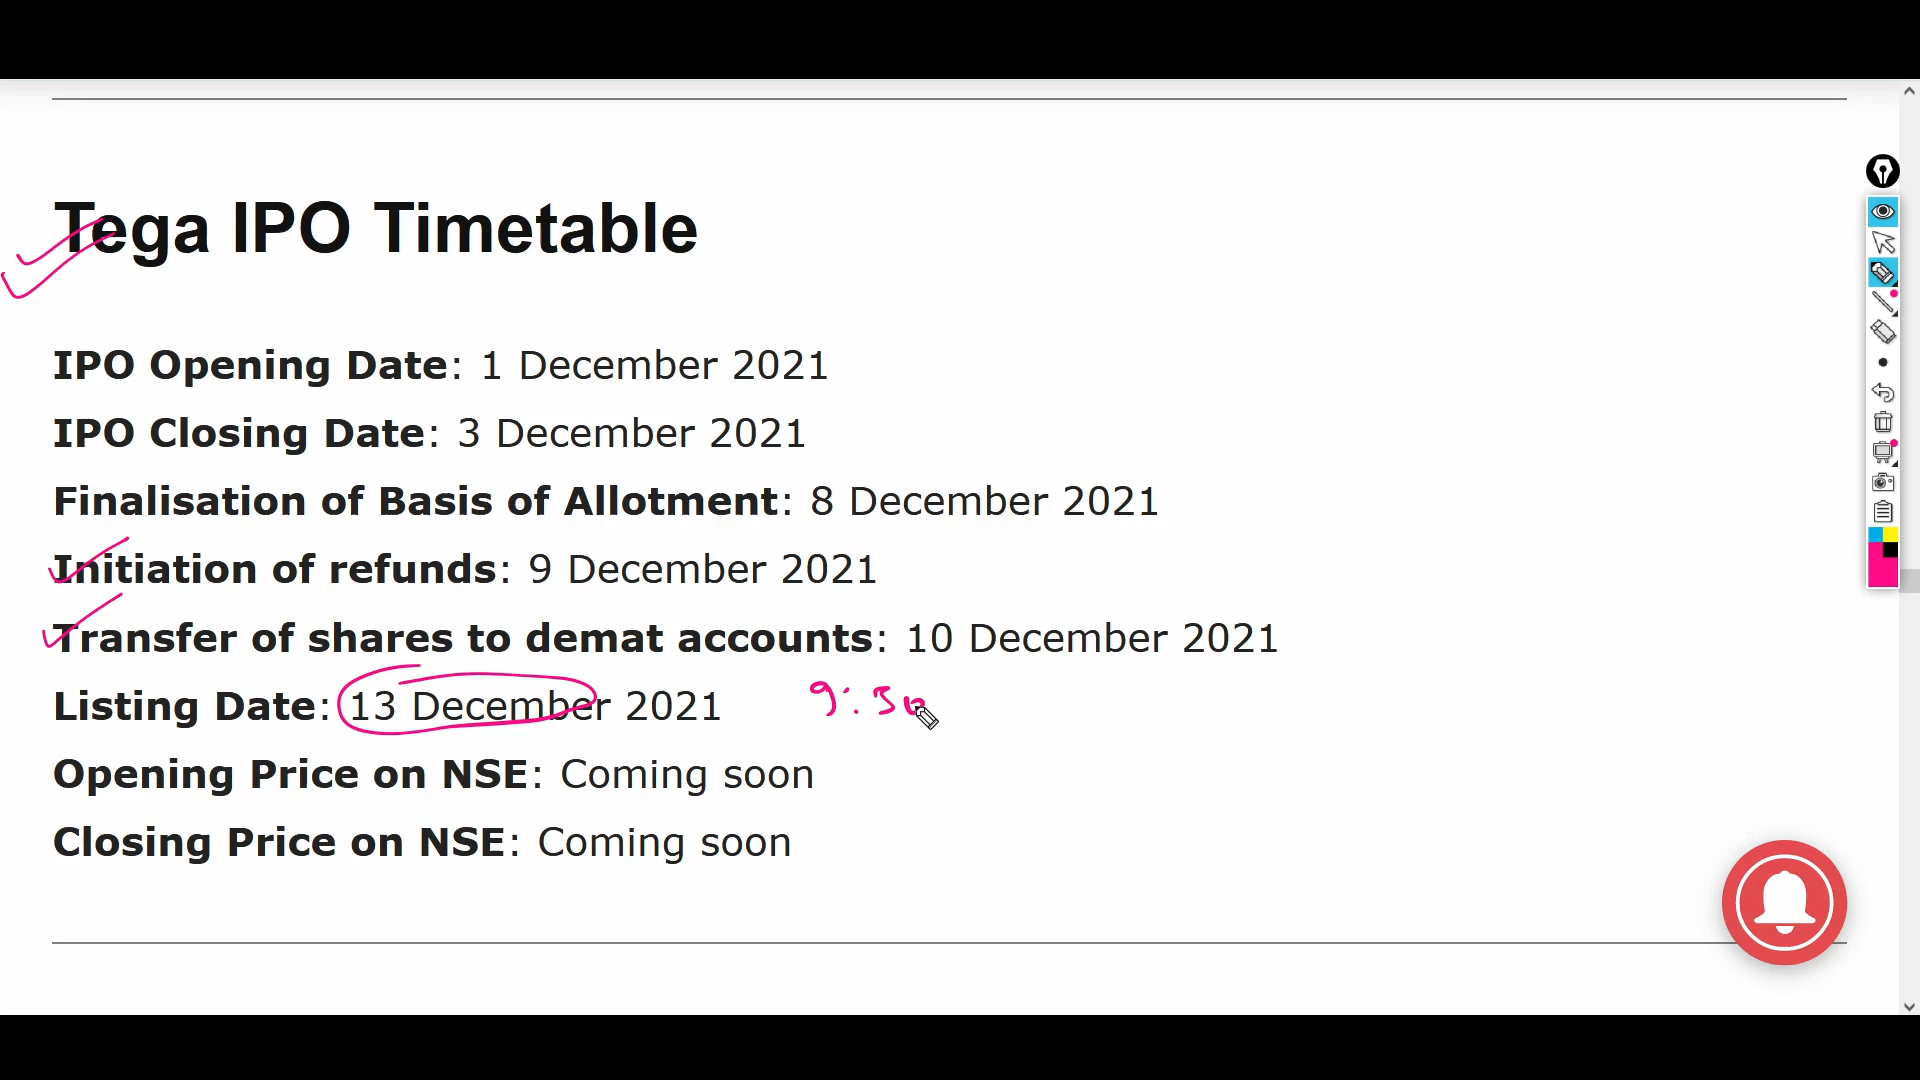 Tega IPO Timetable
IPO Opening Date: 1 December 2021
IPO Closing Date: 3 December 2021
Finalisation of Basis of Allotment: 8 December 2021
Initiation of refunds: 9 December 2021
Transfer of shares to demat accounts: 10 December 2021
Listing Date: 13 December 2021 9:30
Opening Price on NSE: Coming soon
Closing Price on NSE: Coming soon